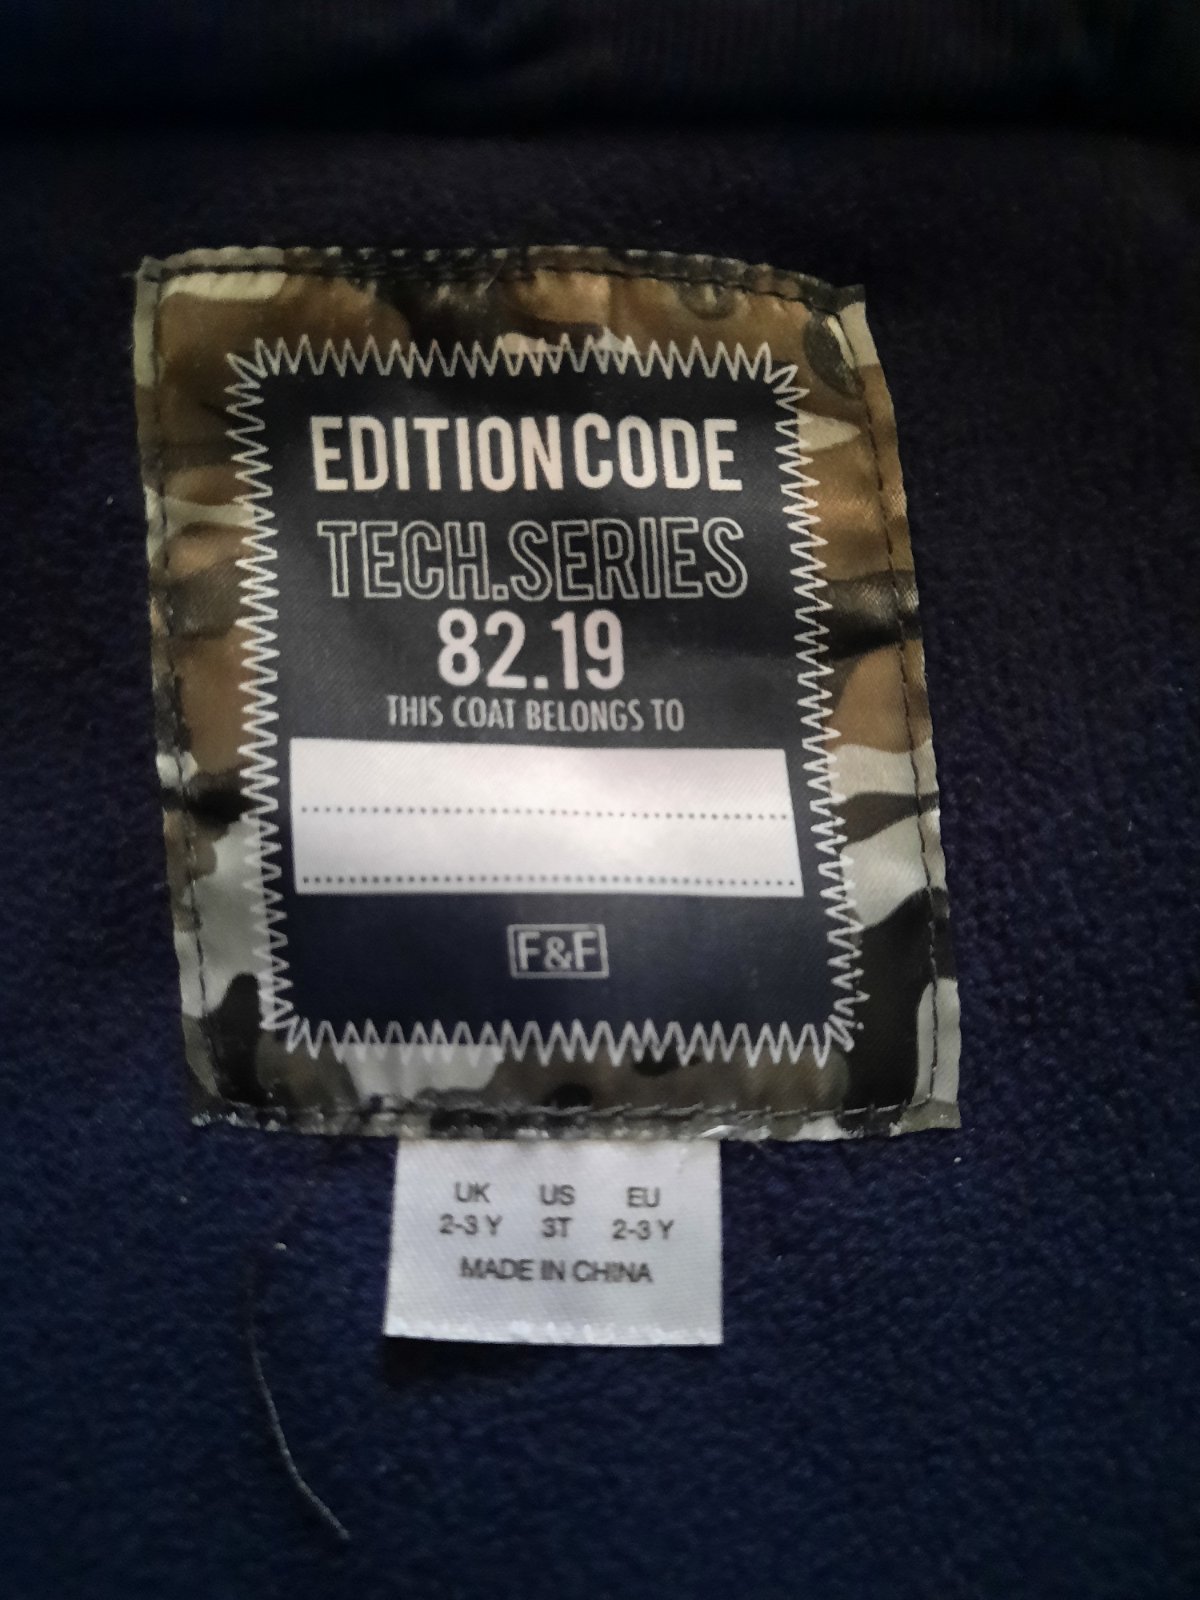 EDITION CODE
TECH.SERIES
82.19
THIS COAT BELONGS TO
F&F
UK US EU
2-3 Y 3T 2-3 Y
MADE IN CHINA